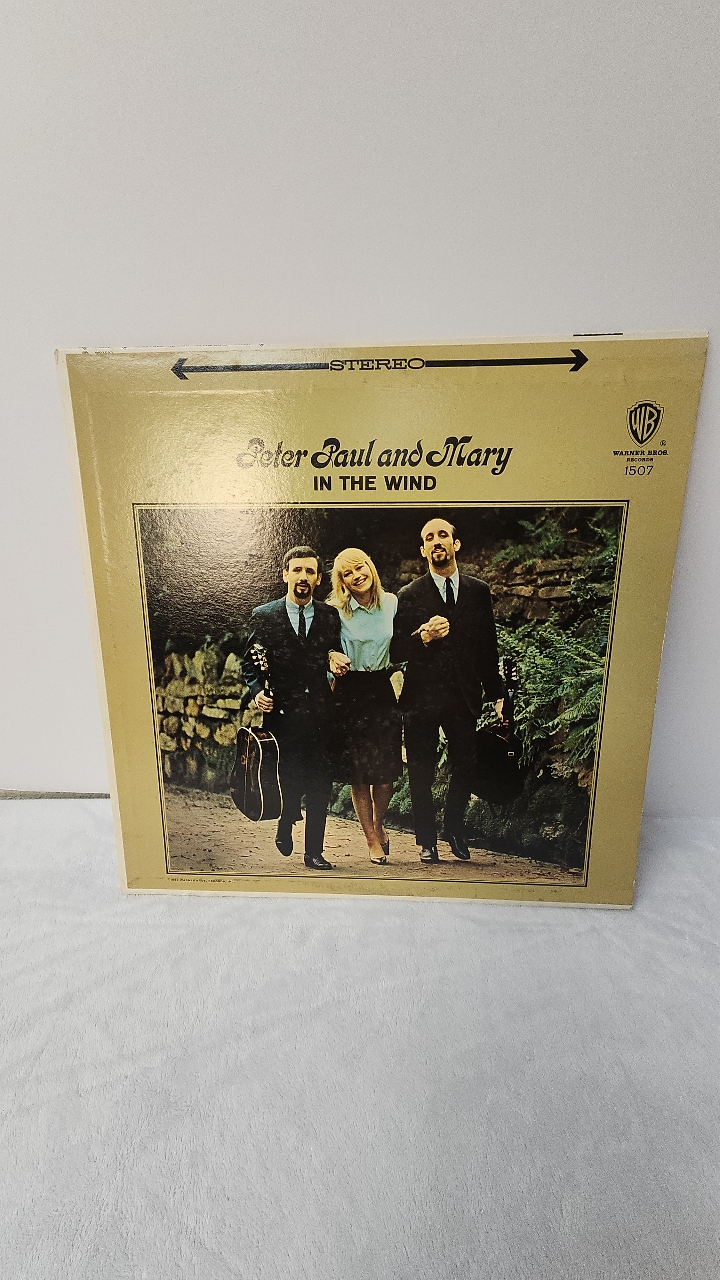 STEREO
WB
®
WARNER BROS.
RECORDS
1507
Peter Paul and Mary
IN THE WIND